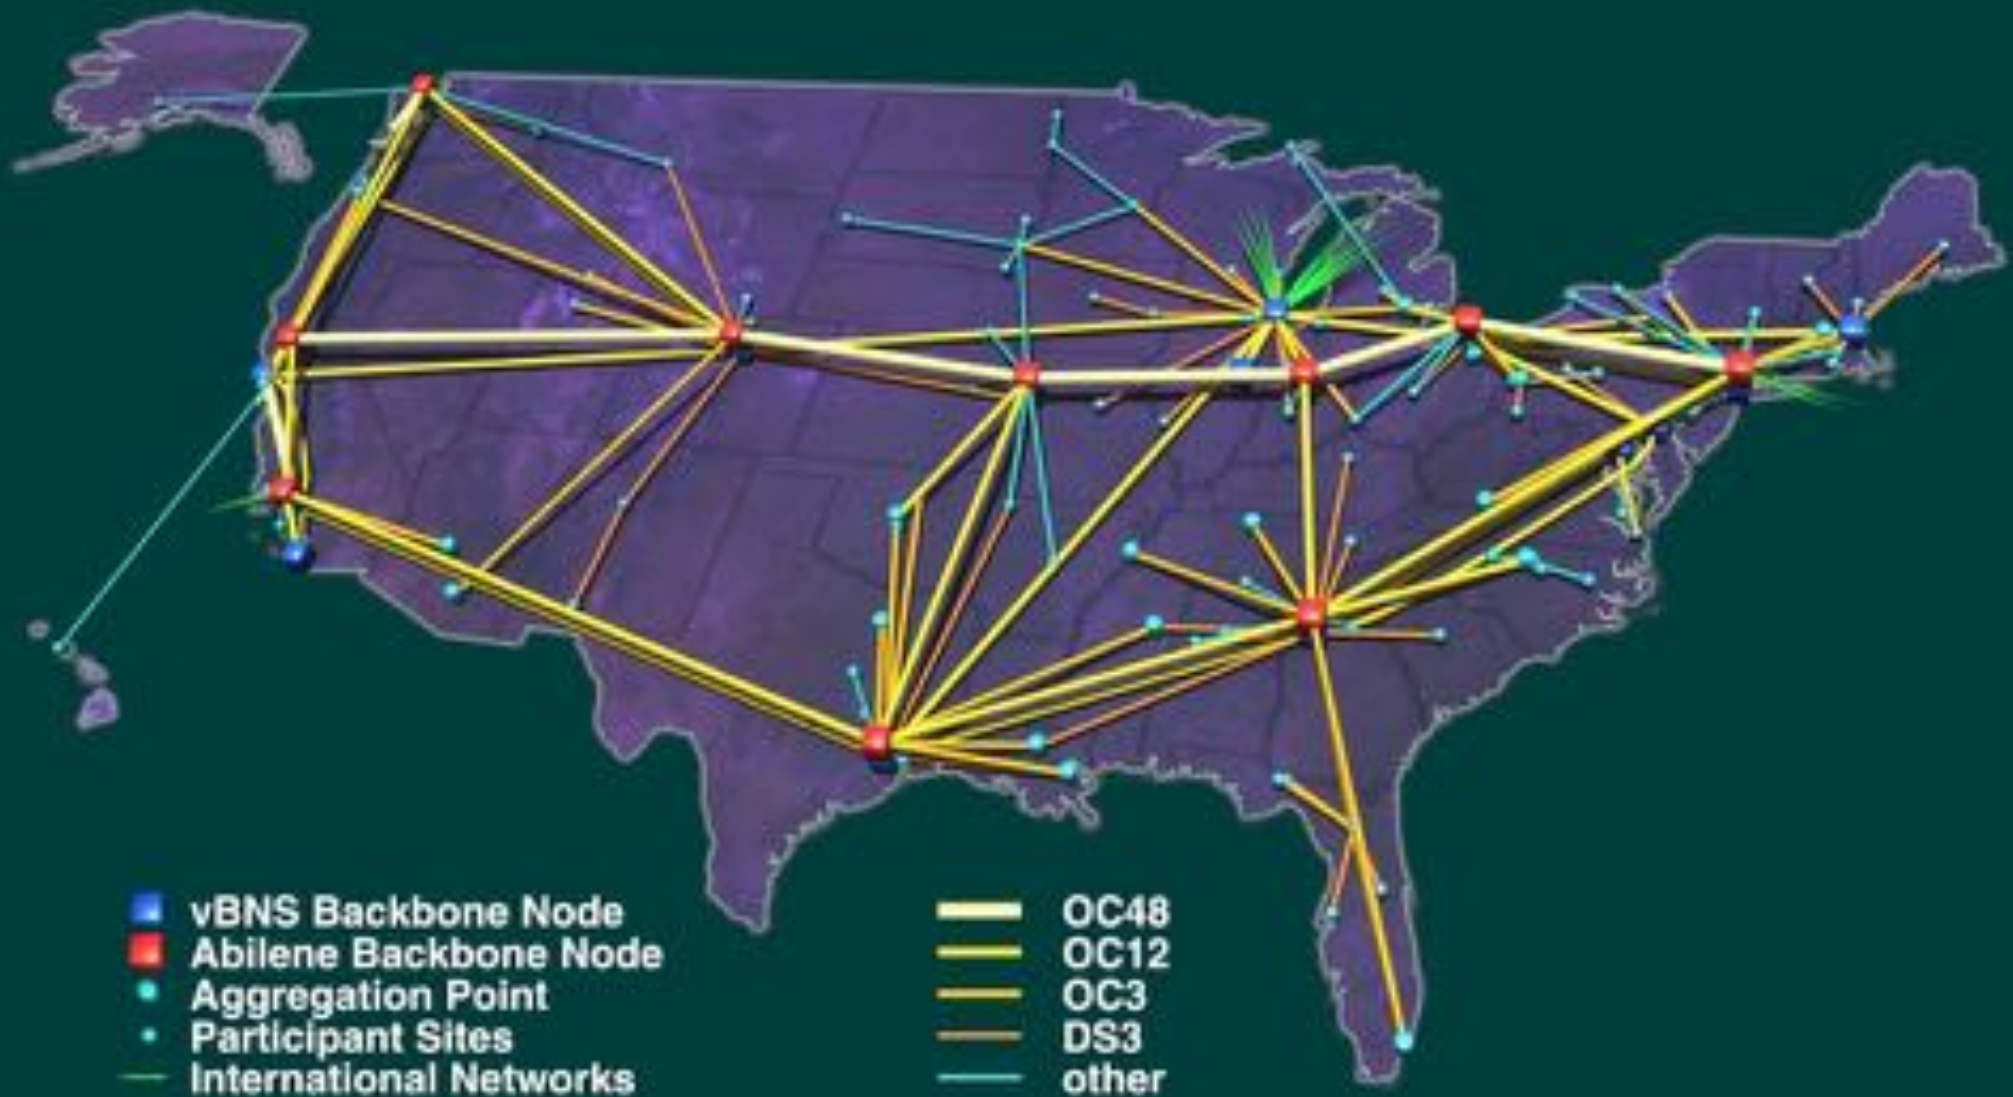 vBNS Backbone Node
Abilene Backbone Node
Aggregation Point
Participant Sites
International Networks
OC48
OC12
OC3
DS3
other